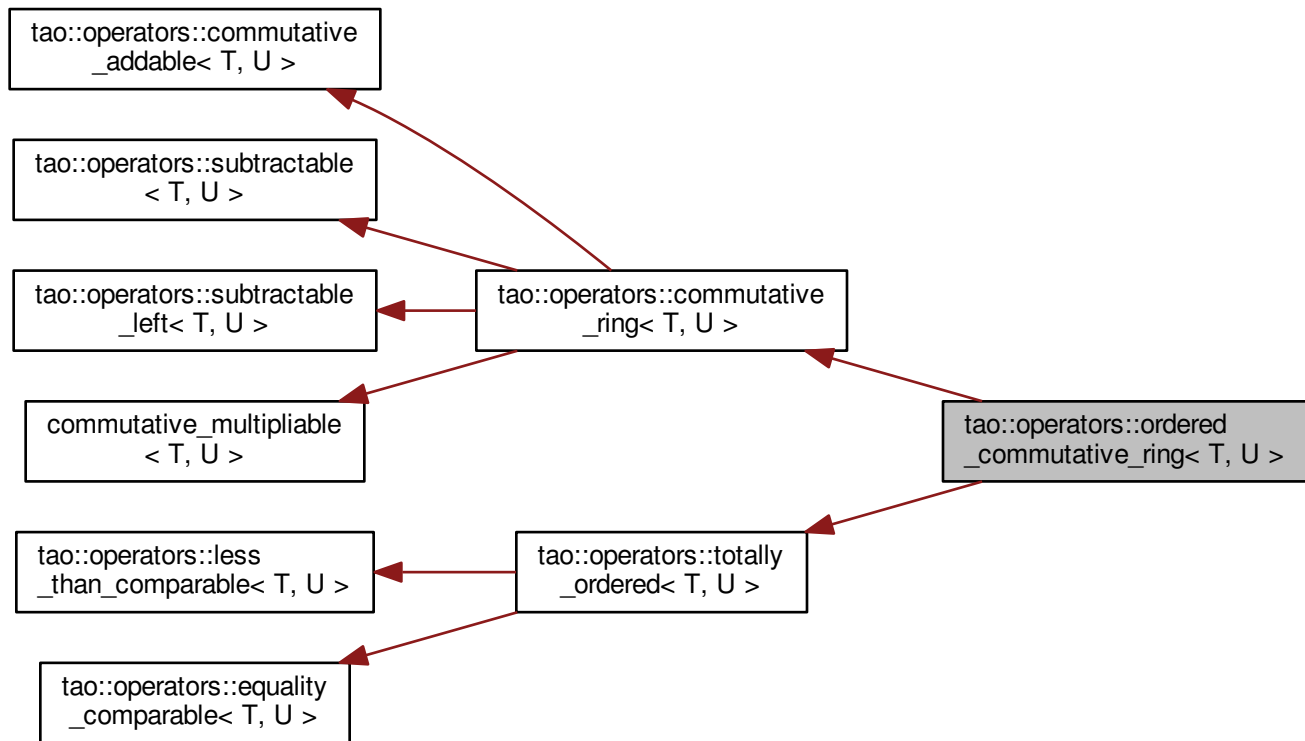 tao::operators::commutative
_addable< T, U >
tao::operators::subtractable
< T, U >
tao::operators::subtractable
_left< T, U >
commutative_multipliable
< T, U >
tao::operators::less
_than_comparable< T, U >
tao::operators::equality
_comparable< T, U >
tao::operators::commutative
_ring< T, U >
tao::operators::totally
_ordered< T, U >
tao::operators::ordered
_commutative_ring< T, U >